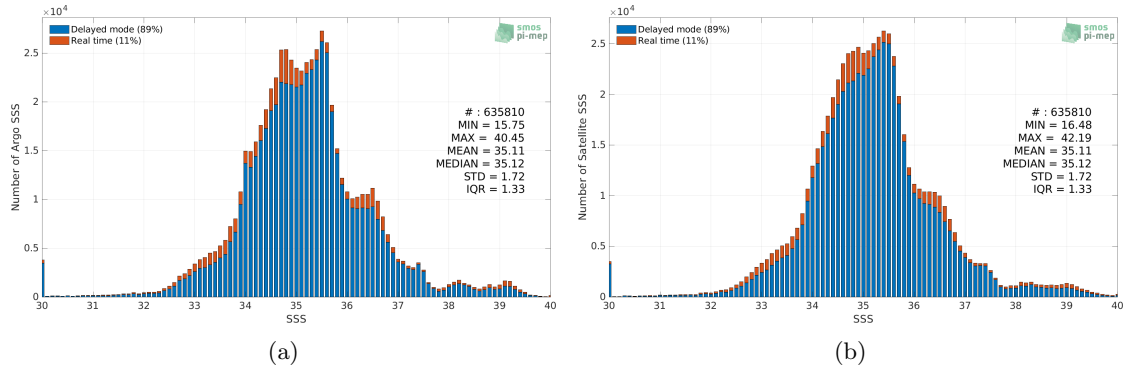 ×10⁴
Delayed mode (89%)
Real time (11%)
smos
pi-mep
2.5
2
1.5
1
0.5
0
Number of Argo SSS
# : 635810
MIN = 15.75
MAX = 40.45
MEAN = 35.11
MEDIAN = 35.12
STD = 1.72
IQR = 1.33
30 31 32 33 34 35 36 37 38 39 40
SSS
(a)
×10⁴
Delayed mode (89%)
Real time (11%)
smos
pi-mep
2.5
2
1.5
1
0.5
0
Number of Satellite SSS
# : 635810
MIN = 16.48
MAX = 42.19
MEAN = 35.11
MEDIAN = 35.12
STD = 1.72
IQR = 1.33
30 31 32 33 34 35 36 37 38 39 40
SSS
(b)